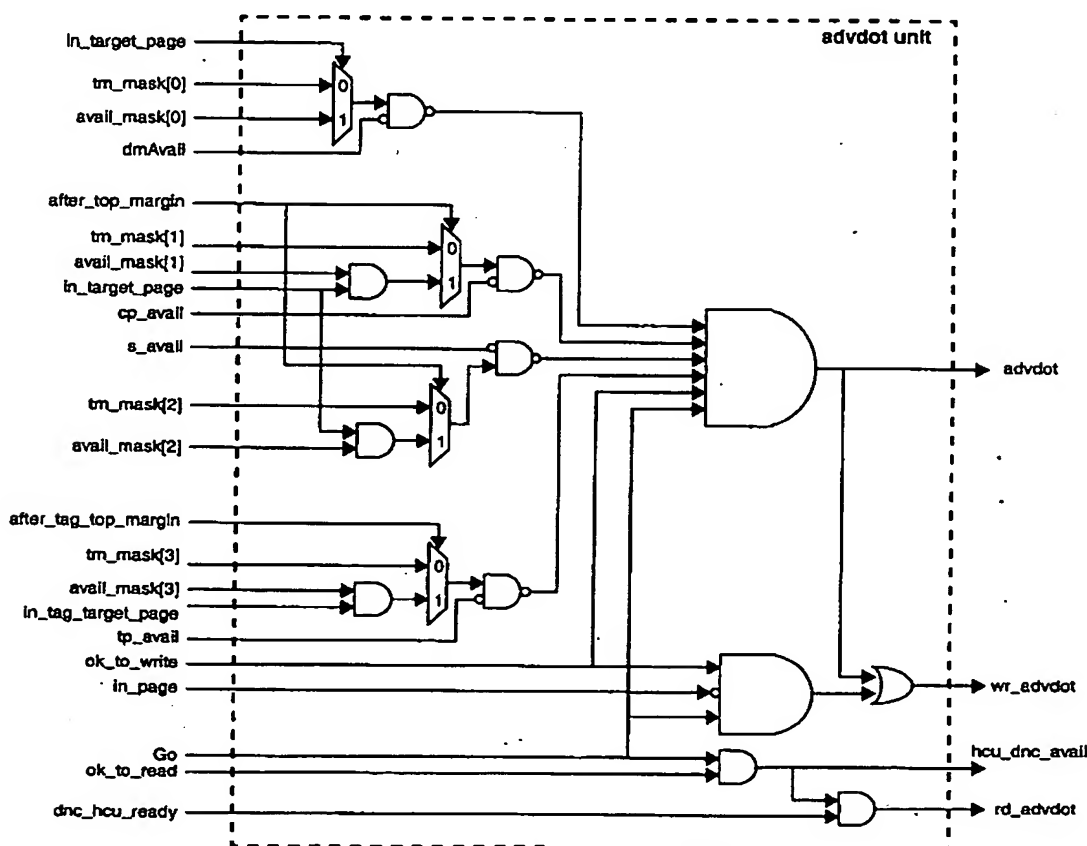 in_target_page
advdot unit
tm_mask[0]
0
avail_mask[0]
1
dmAvail
after_top_margin
tm_mask[1]
0
avail_mask[1]
1
in_target_page
cp_avail
s_avail
advdot
tm_mask[2]
0
1
avail_mask[2]
after_tag_top_margin
tm_mask[3]
0
avail_mask[3]
1
in_tag_target_page
tp_avail
ok_to_write
in_page
wr_advdot
Go
hcu_dnc_avail
ok_to_read
dnc_hcu_ready
rd_advdot